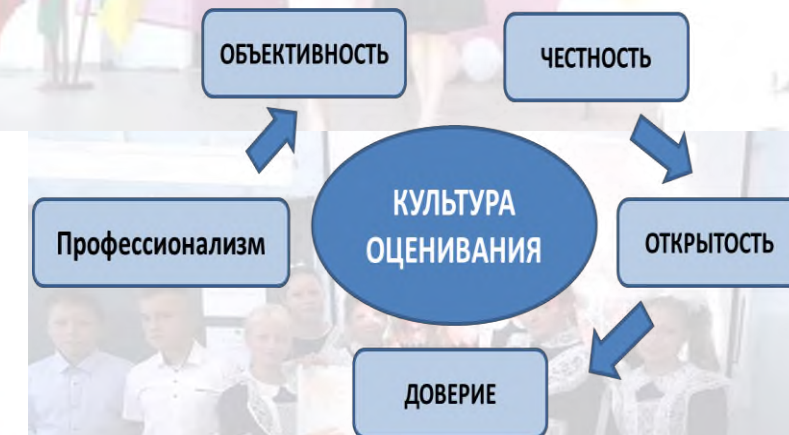 ОБЪЕКТИВНОСТЬ
ЧЕСТНОСТЬ
КУЛЬТУРА
ОЦЕНИВАНИЯ
Профессионализм
ОТКРЫТОСТЬ
ДОВЕРИЕ